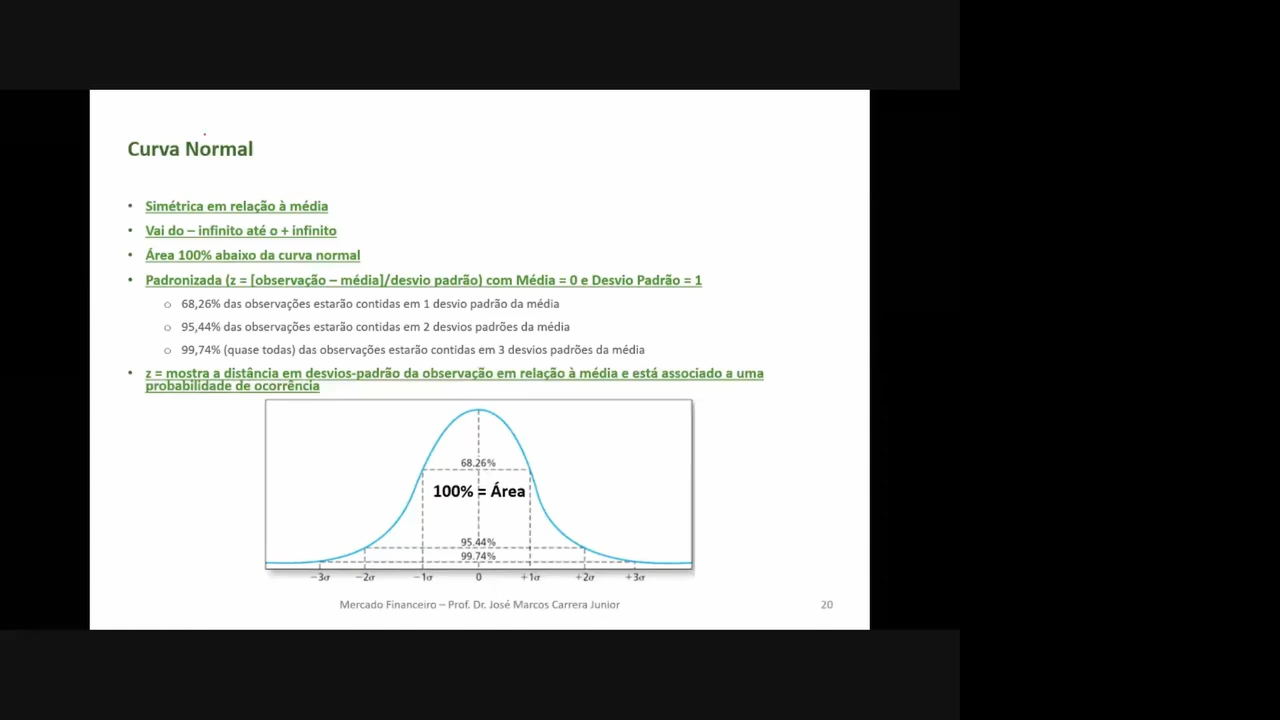 Curva Normal
• Simétrica em relação à média
• Vai do – infinito até o + infinito
• Área 100% abaixo da curva normal
• Padronizada (z = [observação – média]/desvio padrão) com Média = 0 e Desvio Padrão = 1
o 68,26% das observações estarão contidas em 1 desvio padrão da média
o 95,44% das observações estarão contidas em 2 desvios padrões da média
o 99,74% (quase todas) das observações estarão contidas em 3 desvios padrões da média
• z = mostra a distância em desvios-padrão da observação em relação à média e está associado a uma
probabilidade de ocorrência
68.26%
100% = Área
95.44%
99.74%
−3σ −2σ −1σ 0 +1σ +2σ +3σ
Mercado Financeiro – Prof. Dr. José Marcos Carrera Junior 20